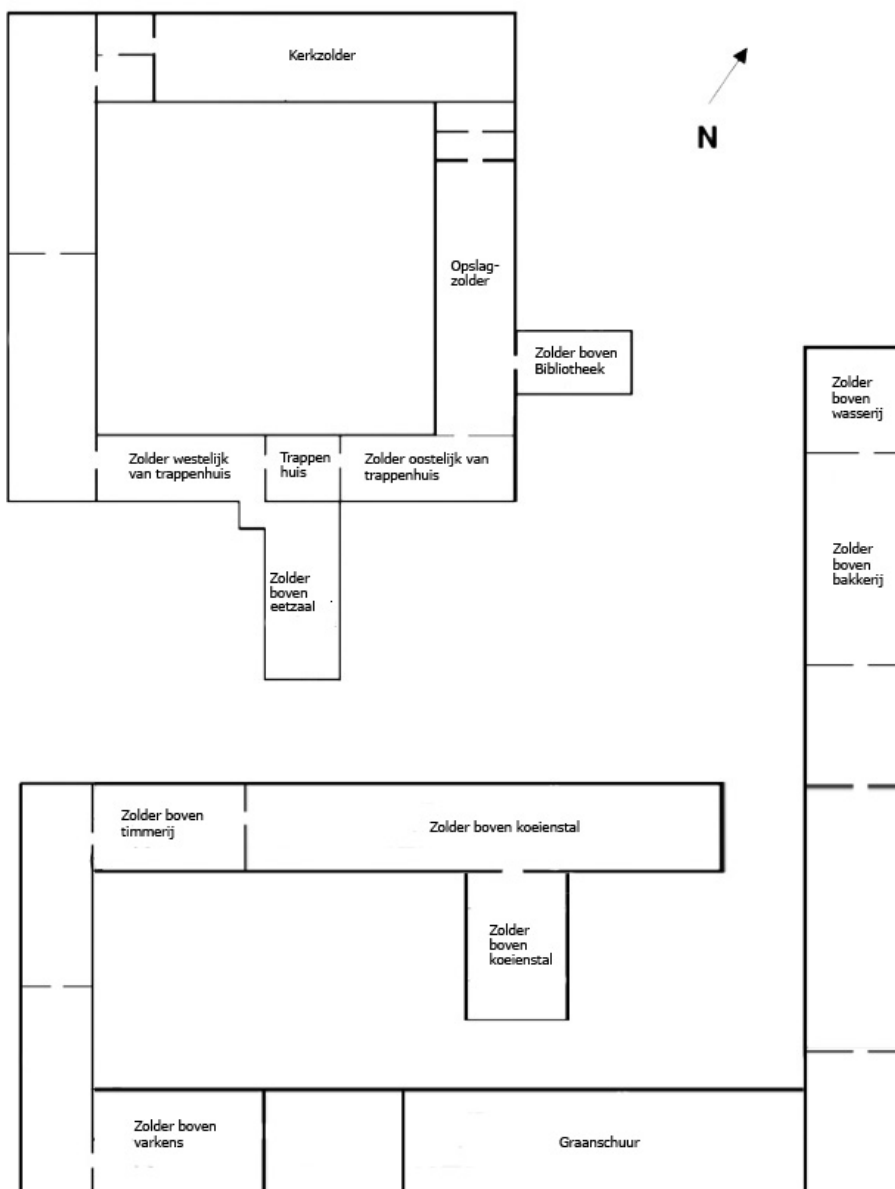 Kerkzolder
N
Opslag-
zolder
Zolder boven
Bibliotheek
Zolder
boven
wasserij
Zolder westelijk
van trappenhuis
Trappen
huis
Zolder oostelijk van
trappenhuis
Zolder
boven
bakkerij
Zolder
boven
eetzaal
Zolder boven
timmerij
Zolder boven koeienstal
Zolder
boven
koeienstal
Zolder boven
varkens
Graanschuur